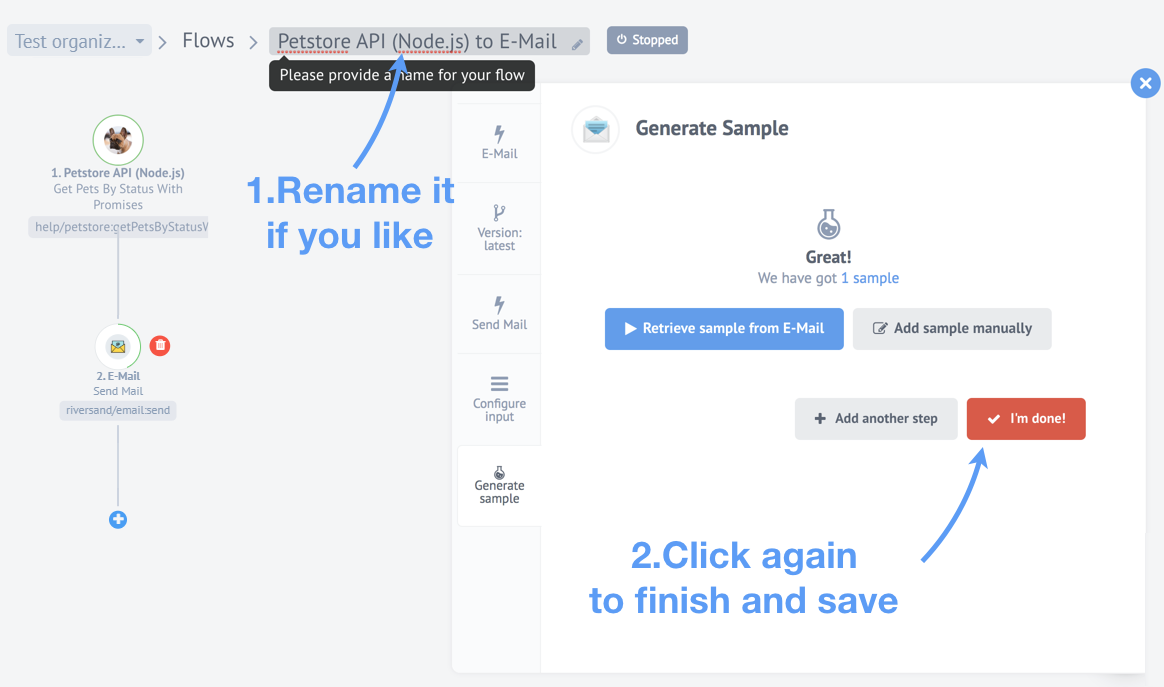 Test organiz...
Flows
Petstore API (Node.js) to E-Mail
Stopped
Please provide a name for your flow
1. Petstore API (Node.js)
Get Pets By Status With
Promises
help/petstore:getPetsByStatusW
2. E-Mail
Send Mail
riversand/email:send
1.Rename it
if you like
E-Mail
Version:
latest
Send Mail
Configure
input
Generate
sample
Generate Sample
Great!
We have got 1 sample
Retrieve sample from E-Mail
Add sample manually
Add another step
I'm done!
2.Click again
to finish and save